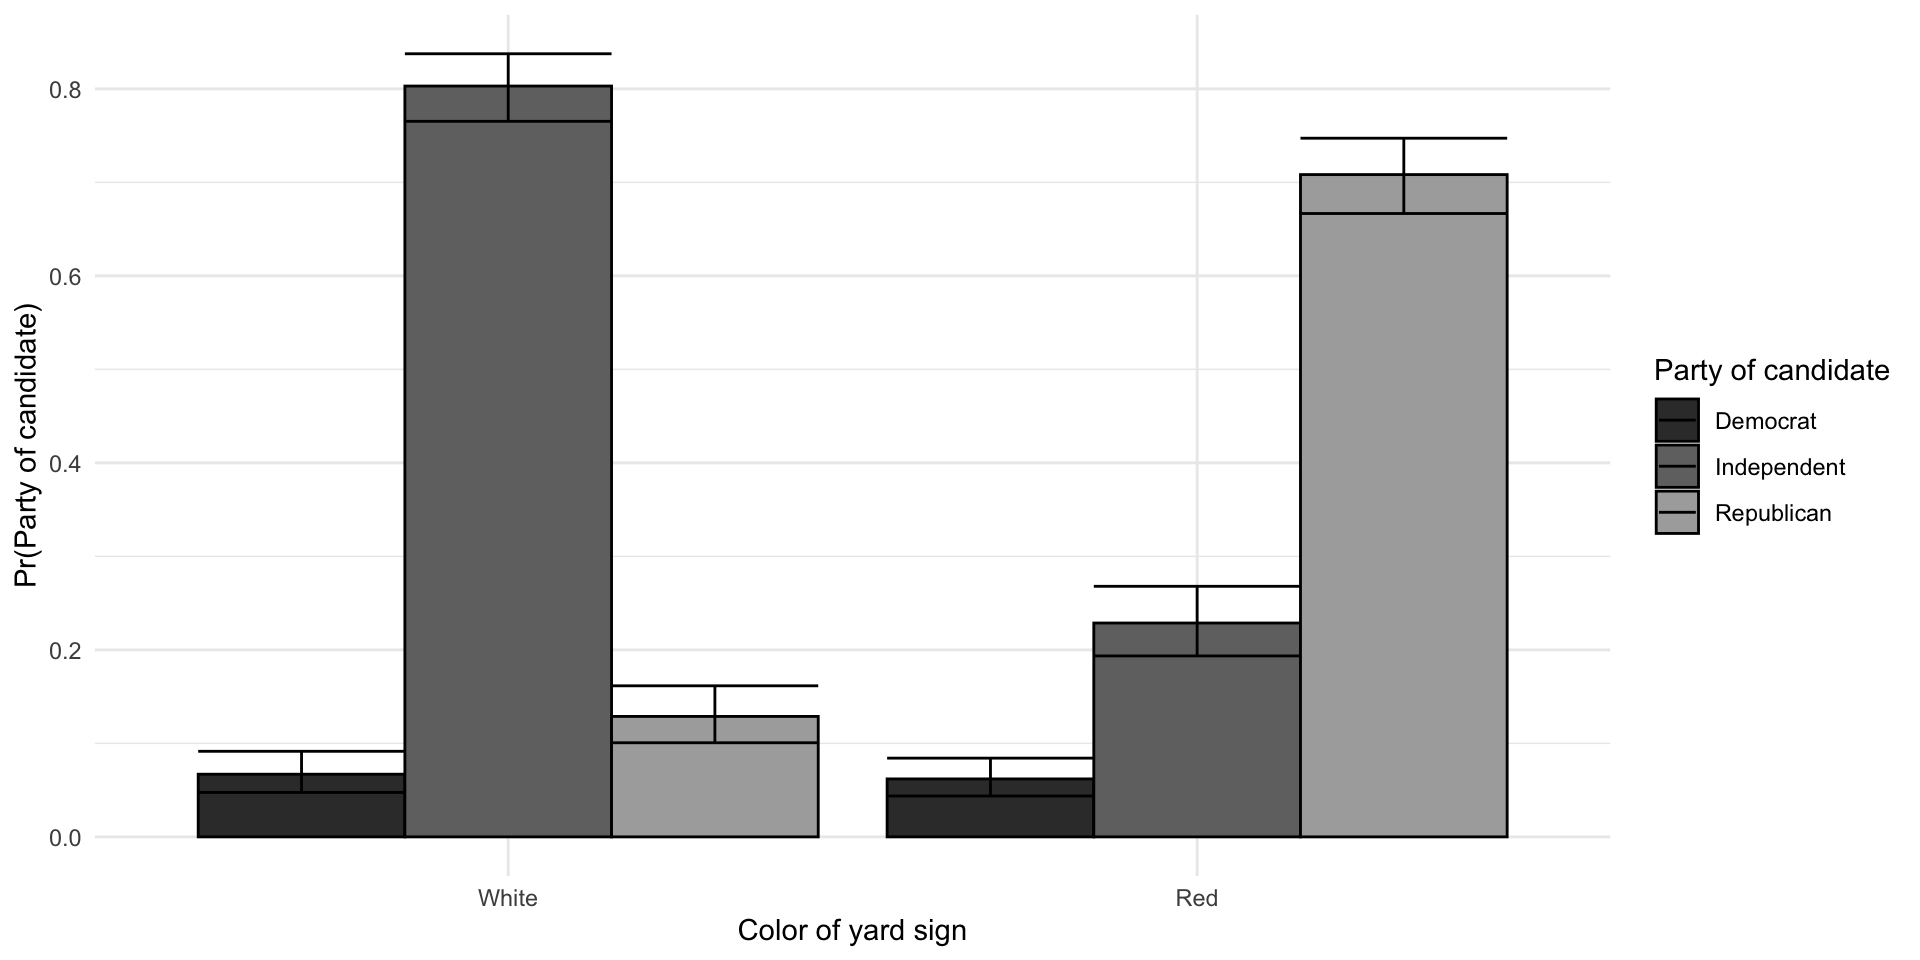 Pr(Party of candidate)
0.8
0.6
0.4
0.2
0.0
White
Red
Color of yard sign
Party of candidate
Democrat
Independent
Republican